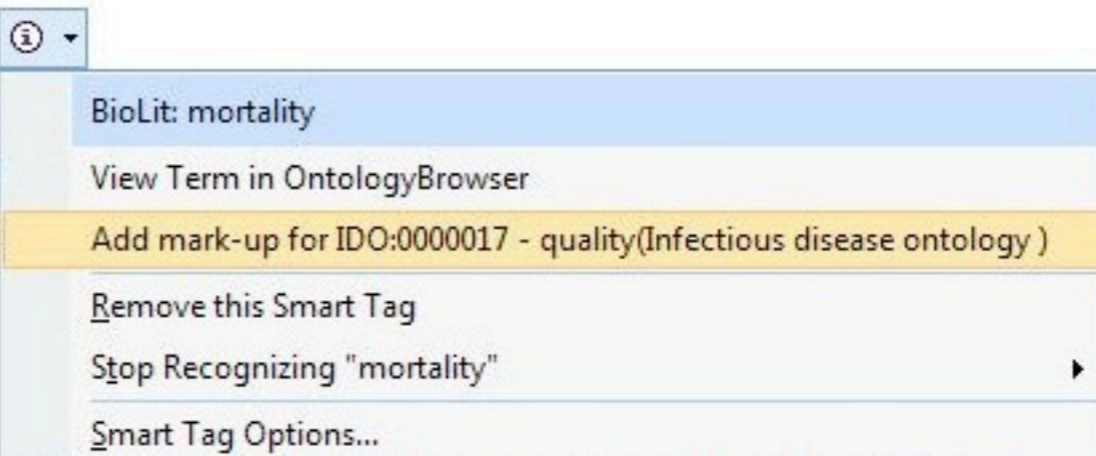 BioLit: mortality
View Term in OntologyBrowser
Add mark-up for IDO:0000017 - quality(Infectious disease ontology )
Remove this Smart Tag
Stop Recognizing "mortality"
Smart Tag Options...